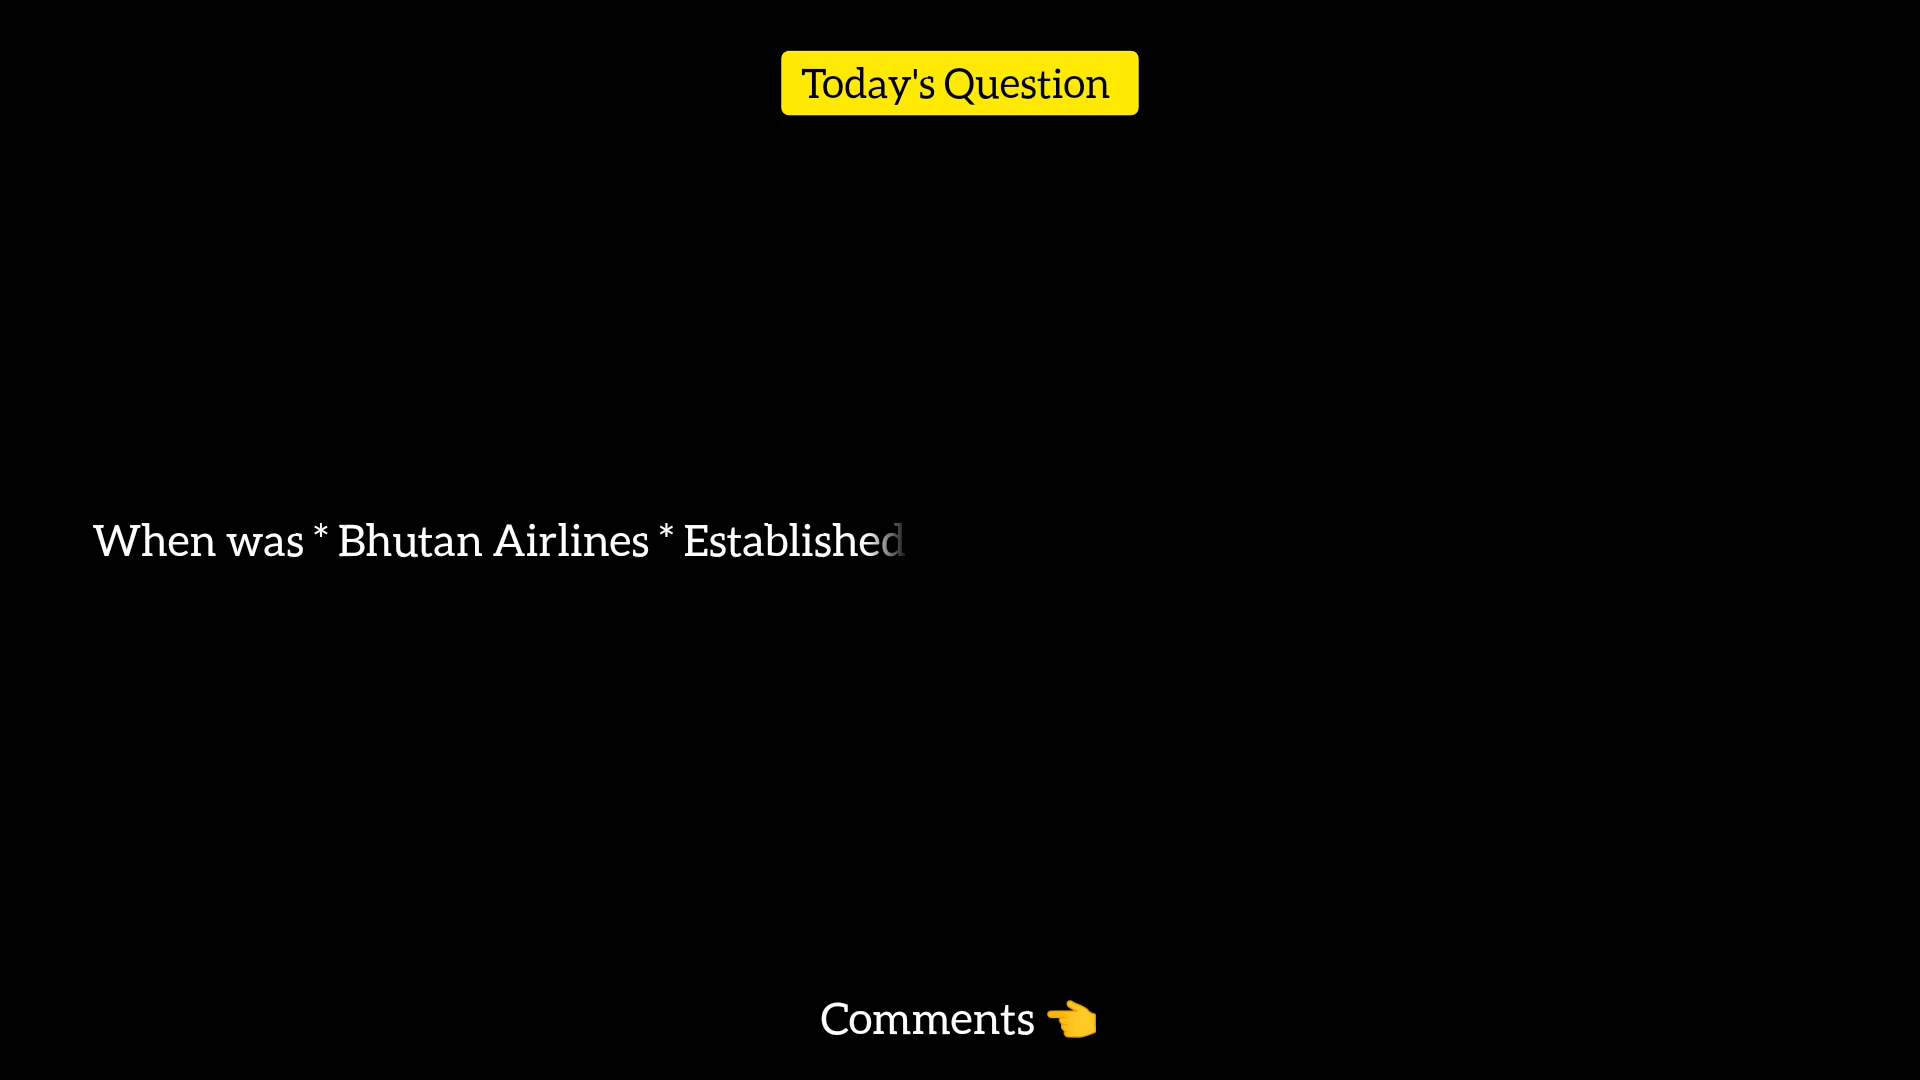 Today's Question
When was * Bhutan Airlines * Established
Comments 👈